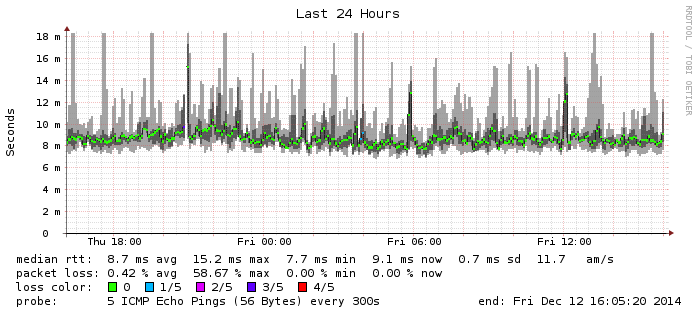 Last 24 Hours
RRDTOOL / TOBI OETIKER
Seconds
18 m
16 m
14 m
12 m
10 m
8 m
6 m
4 m
2 m
0
Thu 18:00 Fri 00:00 Fri 06:00 Fri 12:00
median rtt: 8.7 ms avg 15.2 ms max 7.7 ms min 9.1 ms now 0.7 ms sd 11.7 am/s
packet loss: 0.42 % avg 58.67 % max 0.00 % min 0.00 % now
loss color: 0 1/5 2/5 3/5 4/5
probe: 5 ICMP Echo Pings (56 Bytes) every 300s end: Fri Dec 12 16:05:20 2014